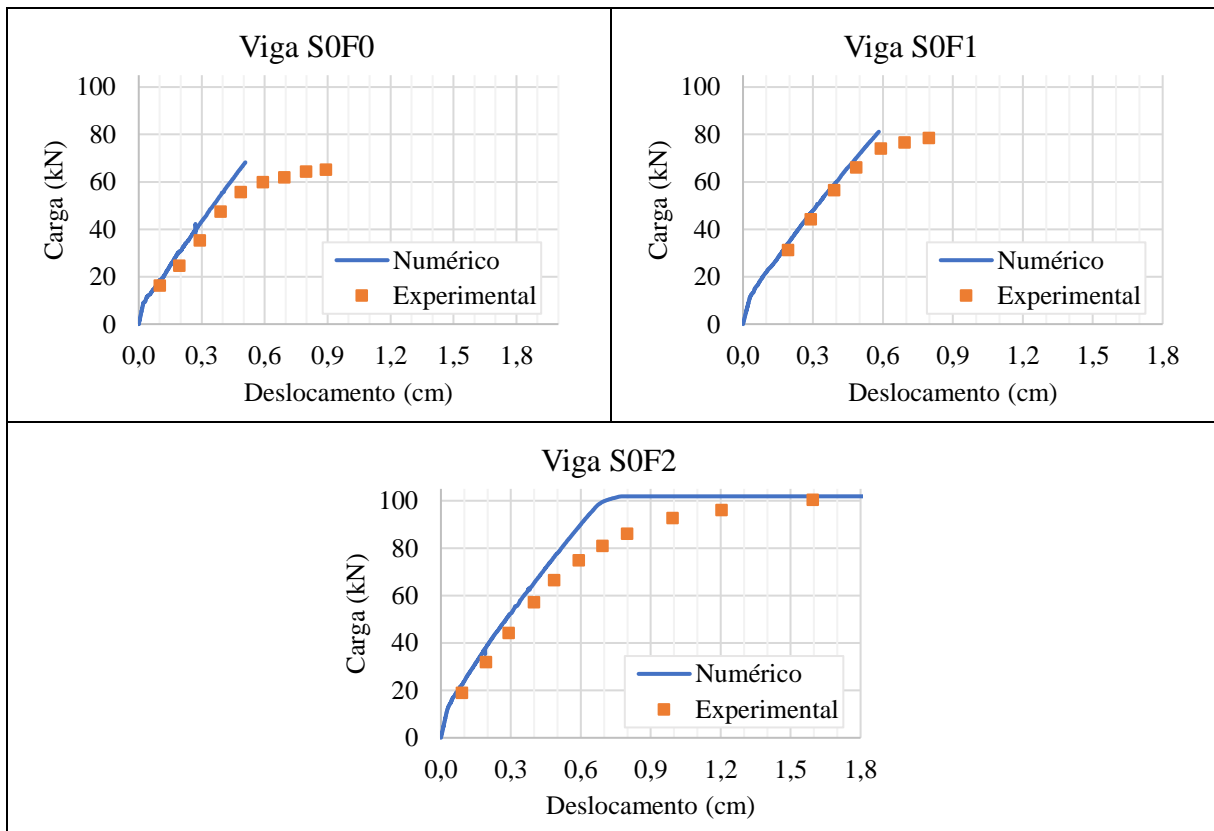 Viga S0F0
100
80
60
40
20
0
Carga (kN)
Numérico
Experimental
0,0 0,3 0,6 0,9 1,2 1,5 1,8
Deslocamento (cm)
Viga S0F1
100
80
60
40
20
0
Carga (kN)
Numérico
Experimental
0,0 0,3 0,6 0,9 1,2 1,5 1,8
Deslocamento (cm)
Viga S0F2
100
80
60
40
20
0
Carga (kN)
Numérico
Experimental
0,0 0,3 0,6 0,9 1,2 1,5 1,8
Deslocamento (cm)